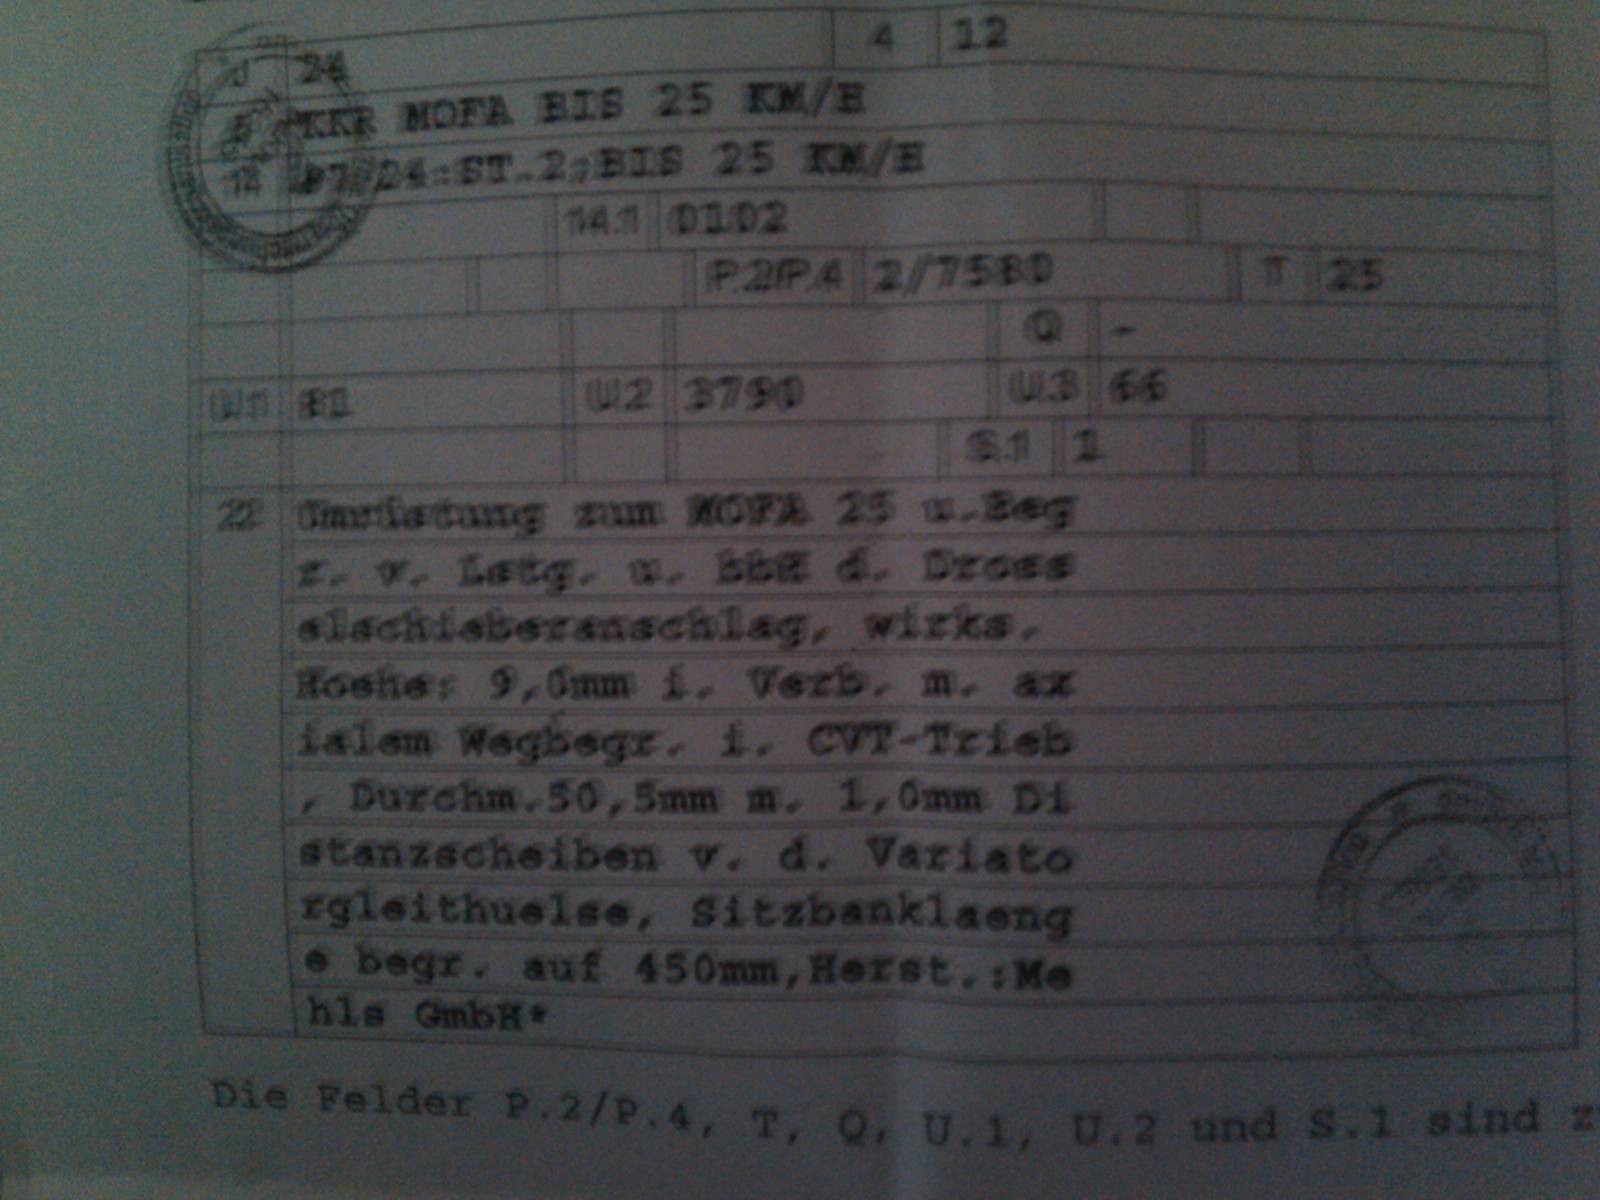 J 24 4 12
5 KKR MOFA BIS 25 KM/H
24:ST.2;BIS 25 KM/H
14.1 0102
P.2/P.4 2//7580 T 25
Q -
U.1 81 U.2 3790 U.3 66
S.1 1
22 Umrüstung zum MOFA 25 u.Beg
r. v. Lstg. u. bbH d. Dross
elschieberanschlag, wirks.
Hoehe: 9,0mm i. Verb. m. ax
ialem Wegbegr. i. CVT-Trieb
, Durchm.50,5mm m. 1,0mm Di
stanzscheiben v. d. Variato
rgleithuelse, Sitzbanklaeng
e begr. auf 450mm,Herst.:Me
hls GmbH*
Die Felder P.2/P.4, T, Q, U.1, U.2 und S.1 sind z